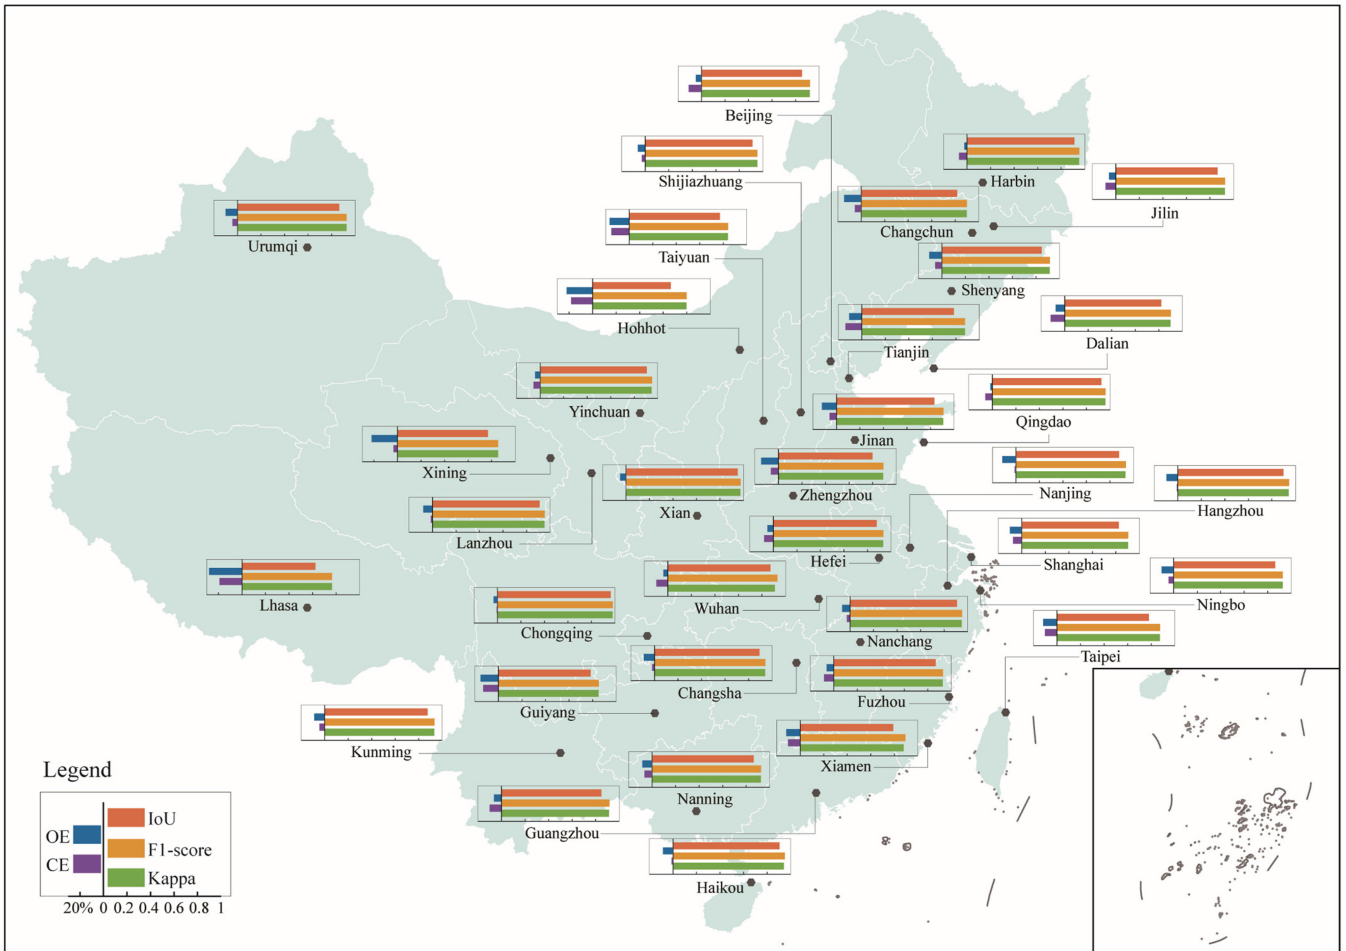 Beijing
Shijiazhuang
Harbin
Jilin
Changchun
Urumqi
Taiyuan
Shenyang
Hohhot
Tianjin
Dalian
Yinchuan
Qingdao
Jinan
Xining
Zhengzhou
Nanjing
Hangzhou
Xian
Lanzhou
Hefei
Shanghai
Lhasa
Wuhan
Ningbo
Chongqing
Nanchang
Taipei
Changsha
Fuzhou
Guiyang
Kunming
Xiamen
Nanning
Guangzhou
Haikou
Legend
OE
CE
IoU
F1-score
Kappa
20% 0 0.2 0.4 0.6 0.8 1